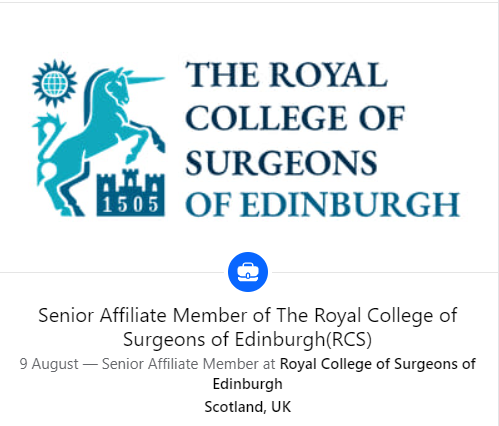 THE ROYAL
COLLEGE OF
SURGEONS
OF EDINBURGH
1505
Senior Affiliate Member of The Royal College of
Surgeons of Edinburgh(RCS)
9 August — Senior Affiliate Member at Royal College of Surgeons of
Edinburgh
Scotland, UK